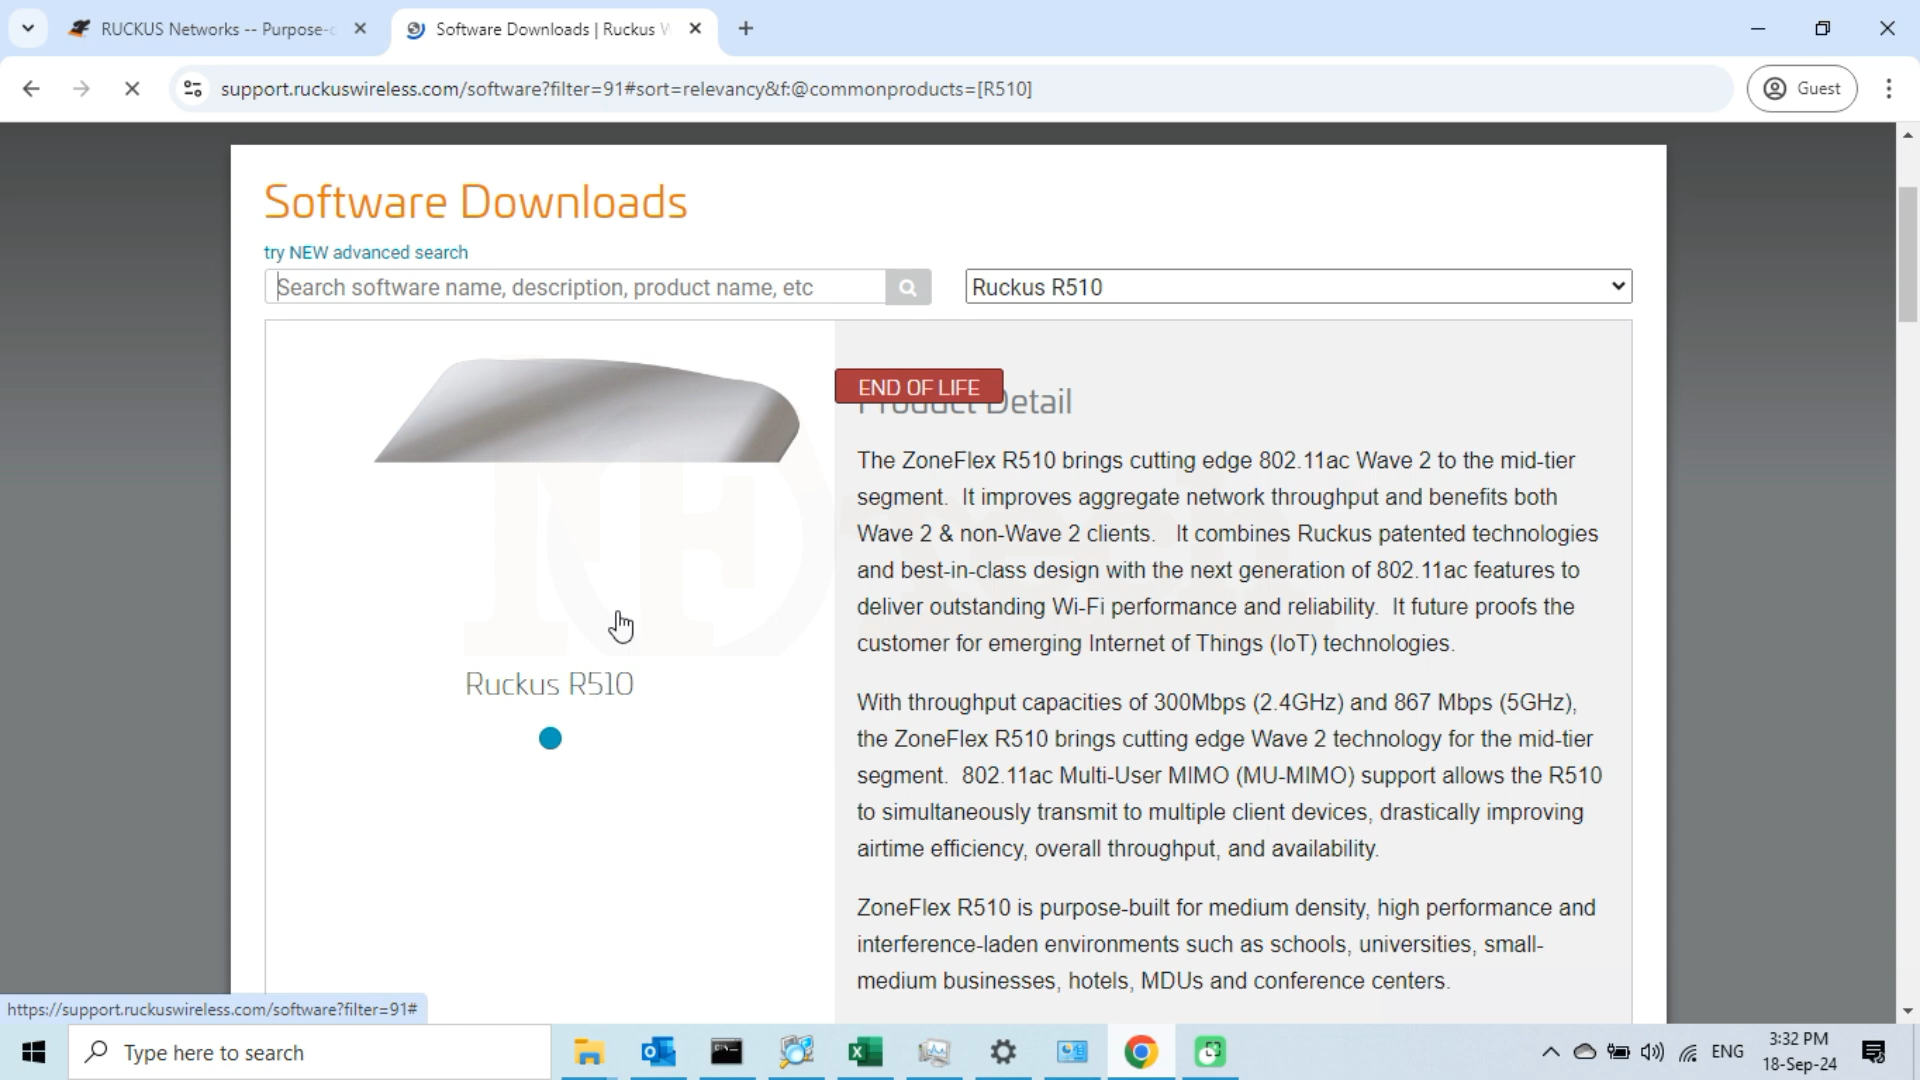 RUCKUS Networks -- Purpose-
Software Downloads | Ruckus W
support.ruckuswireless.com/software?filter=91#sort=relevancy&f:@commonproducts=[R510]
Guest
Software Downloads
try NEW advanced search
Search software name, description, product name, etc
Ruckus R510
END OF LIFE
Product Detail
The ZoneFlex R510 brings cutting edge 802.11ac Wave 2 to the mid-tier
segment. It improves aggregate network throughput and benefits both
Wave 2 & non-Wave 2 clients. It combines Ruckus patented technologies
and best-in-class design with the next generation of 802.11ac features to
deliver outstanding Wi-Fi performance and reliability. It future proofs the
customer for emerging Internet of Things (IoT) technologies.
Ruckus R510
With throughput capacities of 300Mbps (2.4GHz) and 867 Mbps (5GHz),
the ZoneFlex R510 brings cutting edge Wave 2 technology for the mid-tier
segment. 802.11ac Multi-User MIMO (MU-MIMO) support allows the R510
to simultaneously transmit to multiple client devices, drastically improving
airtime efficiency, overall throughput, and availability.
ZoneFlex R510 is purpose-built for medium density, high performance and
interference-laden environments such as schools, universities, small-
medium businesses, hotels, MDUs and conference centers.
https://support.ruckuswireless.com/software?filter=91#
Type here to search
ENG
3:32 PM
18-Sep-24